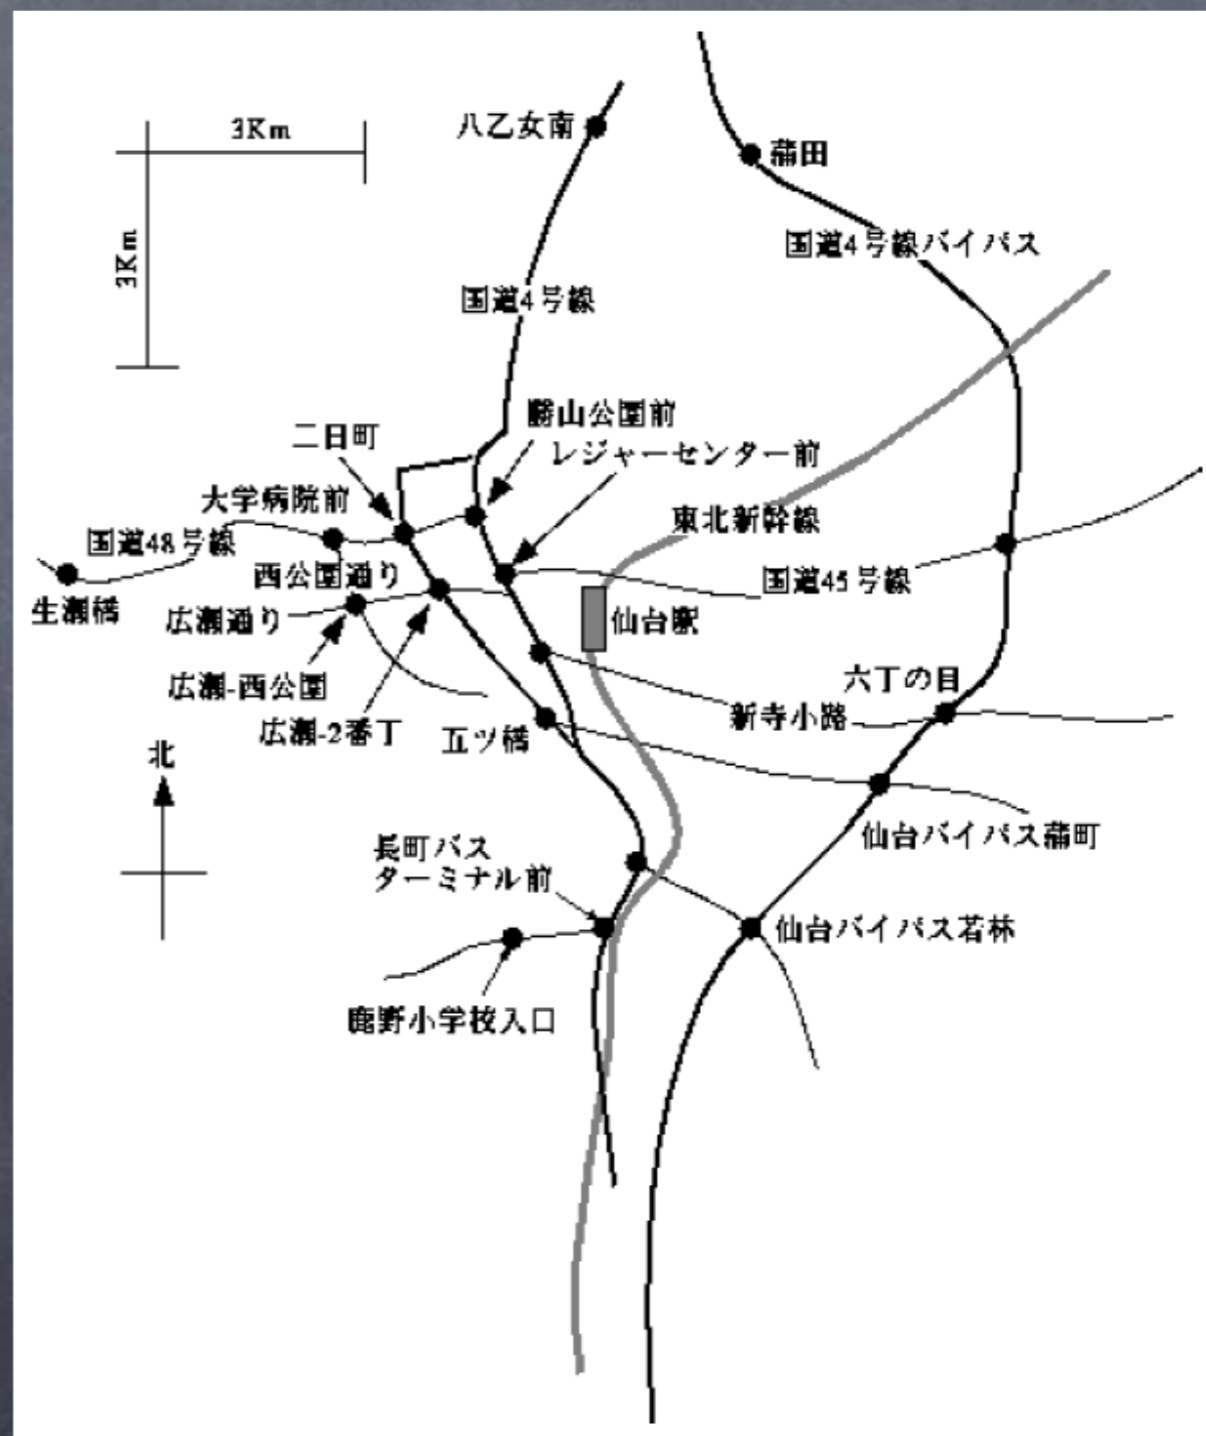 3Km
八乙女南
蒲田
3Km
国道4号線バイパス
国道4号線
勝山公園前
二日町
レジャーセンター前
大学病院前
東北新幹線
国道48号線
西公園通り
国道45号線
生瀬橋
広瀬通り
仙台駅
広瀬-西公園
六丁の目
広瀬-2番丁
五ツ橋
新寺小路
北
仙台バイパス蒲町
長町バス
ターミナル前
仙台バイパス若林
鹿野小学校入口